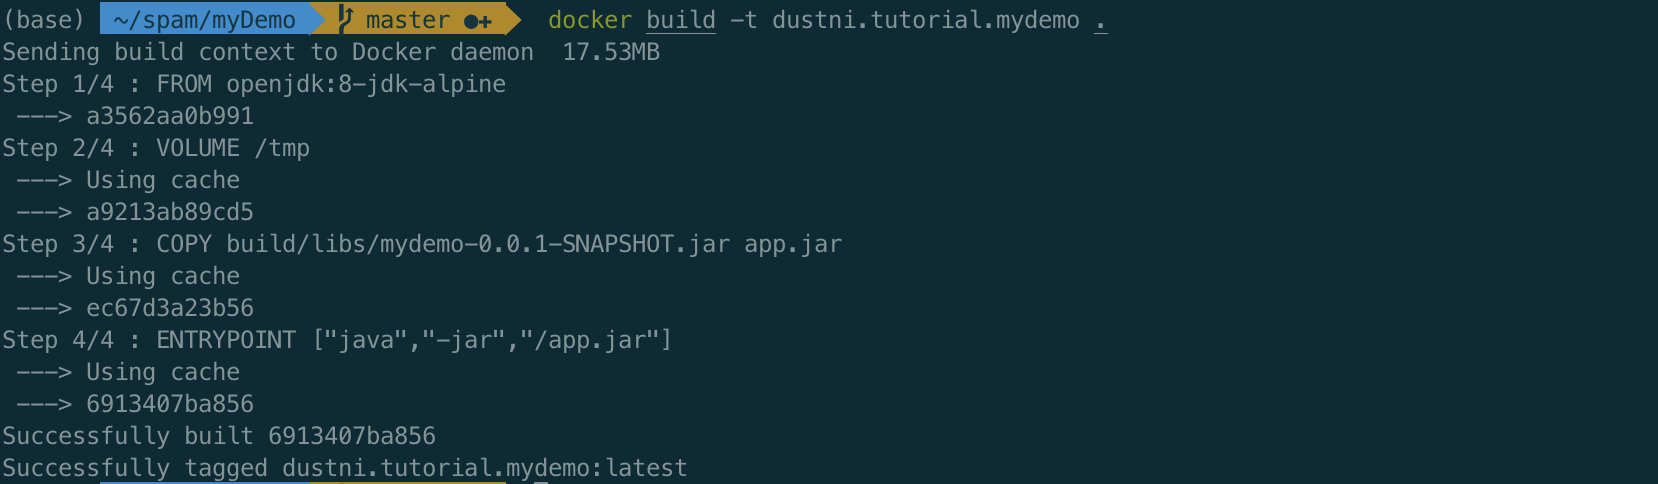 (base) ~/spam/myDemo master ●✚ docker build -t dustni.tutorial.mydemo .
Sending build context to Docker daemon  17.53MB
Step 1/4 : FROM openjdk:8-jdk-alpine
 ---> a3562aa0b991
Step 2/4 : VOLUME /tmp
 ---> Using cache
 ---> a9213ab89cd5
Step 3/4 : COPY build/libs/mydemo-0.0.1-SNAPSHOT.jar app.jar
 ---> Using cache
 ---> ec67d3a23b56
Step 4/4 : ENTRYPOINT ["java","-jar","/app.jar"]
 ---> Using cache
 ---> 6913407ba856
Successfully built 6913407ba856
Successfully tagged dustni.tutorial.mydemo:latest